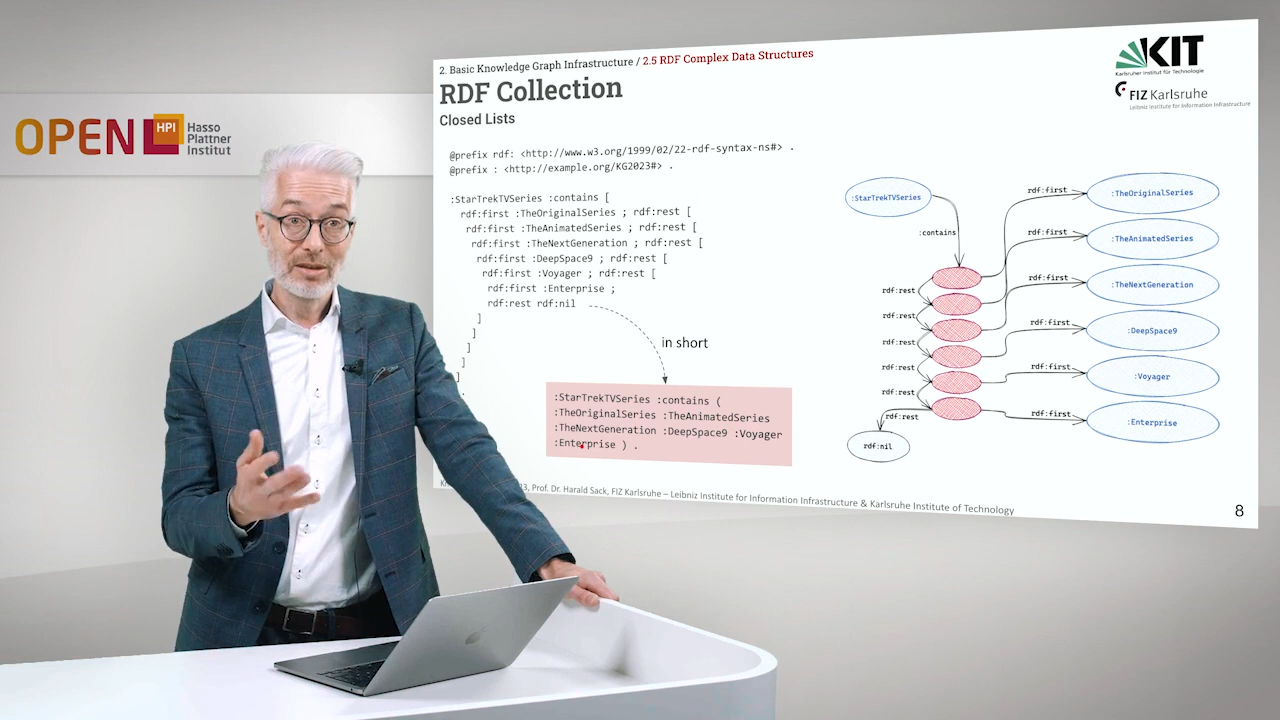 OPEN HPI Hasso
Plattner
Institut
2. Basic Knowledge Graph Infrastructure / 2.5 RDF Complex Data Structures
RDF Collection
Closed Lists
KIT
Karlsruher Institut für Technologie
FIZ Karlsruhe
Leibniz Institute for Information Infrastructure
@prefix rdf: <http://www.w3.org/1999/02/22-rdf-syntax-ns#> .
@prefix : <http://example.org/KG2023#> .
:StarTrekTVSeries :contains [
rdf:first :TheOriginalSeries ; rdf:rest [
rdf:first :TheAnimatedSeries ; rdf:rest [
rdf:first :TheNextGeneration ; rdf:rest [
rdf:first :DeepSpace9 ; rdf:rest [
rdf:first :Voyager ; rdf:rest [
rdf:first :Enterprise ;
rdf:rest rdf:nil
]
]
]
]
]
.
in short
:StarTrekTVSeries :contains (
:TheOriginalSeries :TheAnimatedSeries
:TheNextGeneration :DeepSpace9 :Voyager
:Enterprise ) .
:StarTrekTVSeries
:contains
rdf:first
:TheOriginalSeries
rdf:first
:TheAnimatedSeries
rdf:rest
rdf:first
:TheNextGeneration
rdf:rest
rdf:first
:DeepSpace9
rdf:rest
rdf:first
:Voyager
rdf:rest
rdf:rest
rdf:first
:Enterprise
rdf:rest
rdf:nil
23, Prof. Dr. Harald Sack, FIZ Karlsruhe – Leibniz Institute for Information Infrastructure & Karlsruhe Institute of Technology
8